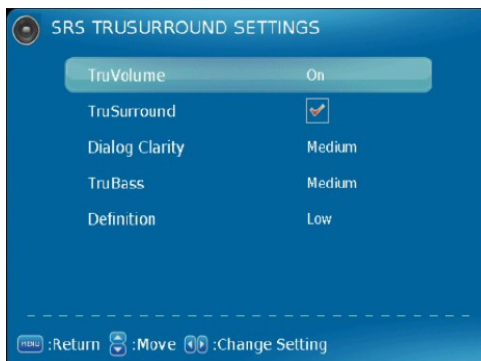 SRS TRUSURROUND SETTINGS
TruVolume On
TruSurround
Dialog Clarity Medium
TruBass Medium
Definition Low
MENU :Return :Move :Change Setting